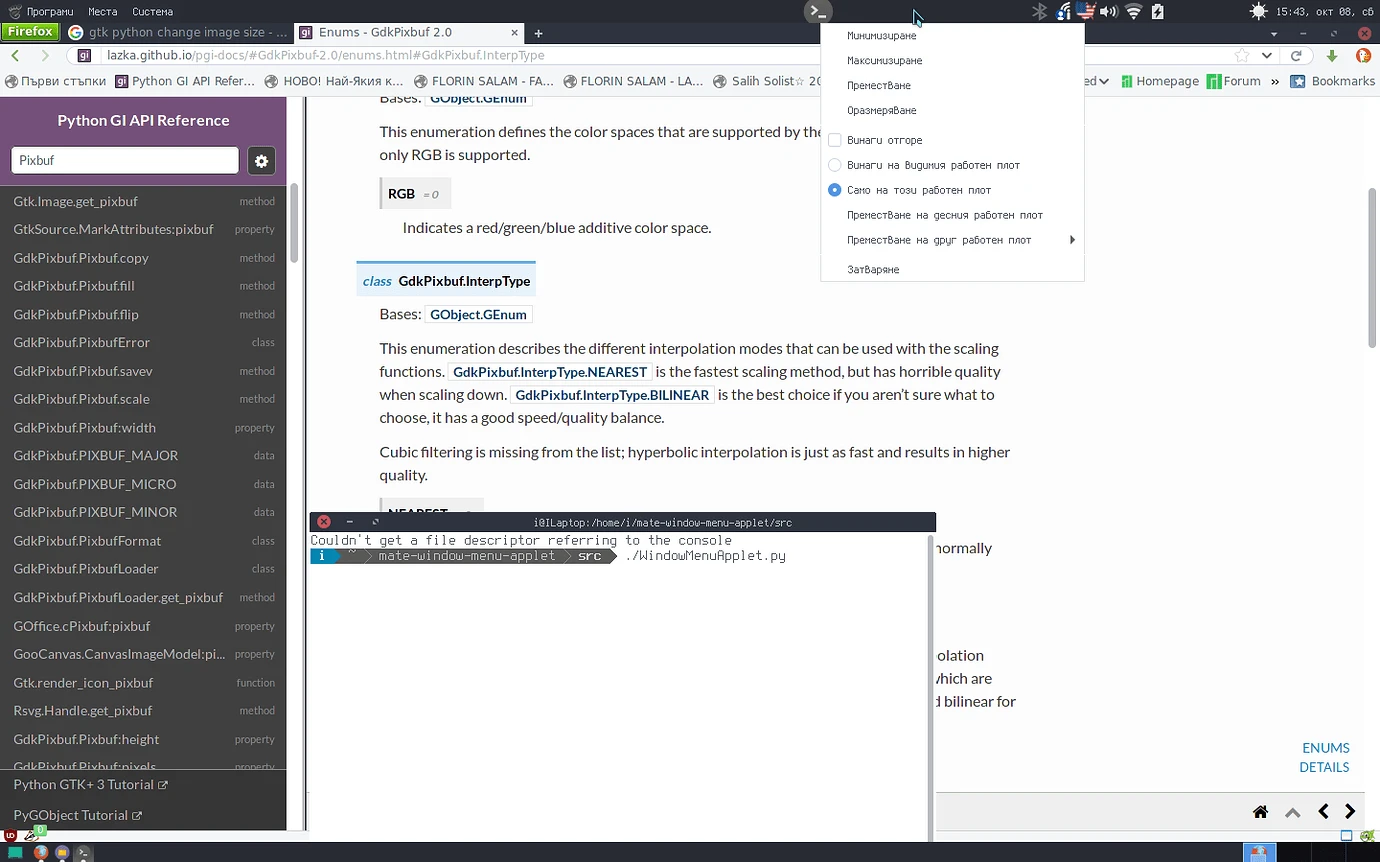 Програми Места Система
15:43, окт 08, сб
Firefox
gtk python change image size - ...
Enums - GdkPixbuf 2.0
lazka.github.io/pgi-docs/#GdkPixbuf-2.0/enums.html#GdkPixbuf.InterpType
Първи стъпки
Python GI API Refer...
НОВО! Най-Якия к...
FLORIN SALAM - FA...
FLORIN SALAM - LA...
Salih Solist☆ 20
ed
Homepage
Forum
»
Bookmarks
Минимизиране
Максимизиране
Преместване
Оразмеряване
Винаги отгоре
Винаги на видимия работен плот
Само на този работен плот
Преместване на десния работен плот
Преместване на друг работен плот
Затваряне
Python GI API Reference
Pixbuf
Gtk.Image.get_pixbuf method
GtkSource.MarkAttributes:pixbuf property
GdkPixbuf.Pixbuf.copy method
GdkPixbuf.Pixbuf.fill method
GdkPixbuf.Pixbuf.flip method
GdkPixbuf.PixbufError class
GdkPixbuf.Pixbuf.savev method
GdkPixbuf.Pixbuf.scale method
GdkPixbuf.Pixbuf:width property
GdkPixbuf.PIXBUF_MAJOR data
GdkPixbuf.PIXBUF_MICRO data
GdkPixbuf.PIXBUF_MINOR data
GdkPixbuf.PixbufFormat class
GdkPixbuf.PixbufLoader class
GdkPixbuf.PixbufLoader.get_pixbuf method
GOffice.cPixbuf:pixbuf property
GooCanvas.CanvasImageModel:pi... property
Gtk.render_icon_pixbuf function
Rsvg.Handle.get_pixbuf method
GdkPixbuf.Pixbuf:height property
GdkPixbuf.Pixbuf:pixels property
Python GTK+ 3 Tutorial
PyGObject Tutorial
Bases: GObject.GEnum
This enumeration defines the color spaces that are supported by the
only RGB is supported.
RGB = 0
Indicates a red/green/blue additive color space.
class GdkPixbuf.InterpType
Bases: GObject.GEnum
This enumeration describes the different interpolation modes that can be used with the scaling
functions. GdkPixbuf.InterpType.NEAREST is the fastest scaling method, but has horrible quality
when scaling down. GdkPixbuf.InterpType.BILINEAR is the best choice if you aren’t sure what to
choose, it has a good speed/quality balance.
Cubic filtering is missing from the list; hyperbolic interpolation is just as fast and results in higher
quality.
NEAREST
i@ILaptop:/home/i/mate-window-menu-applet/src
Couldn't get a file descriptor referring to the console
i ~ mate-window-menu-applet src ./WindowMenuApplet.py
normally
olation
which are
d bilinear for
ENUMS
DETAILS
0